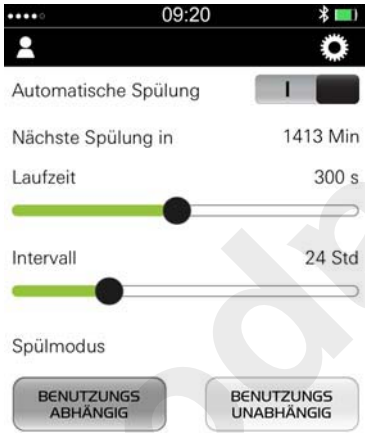 09:20
Automatische Spülung I
Nächste Spülung in 1413 Min
Laufzeit 300 s
Intervall 24 Std
Spülmodus
BENUTZUNGS BENUTZUNGS
ABHÄNGIG UNABHÄNGIG